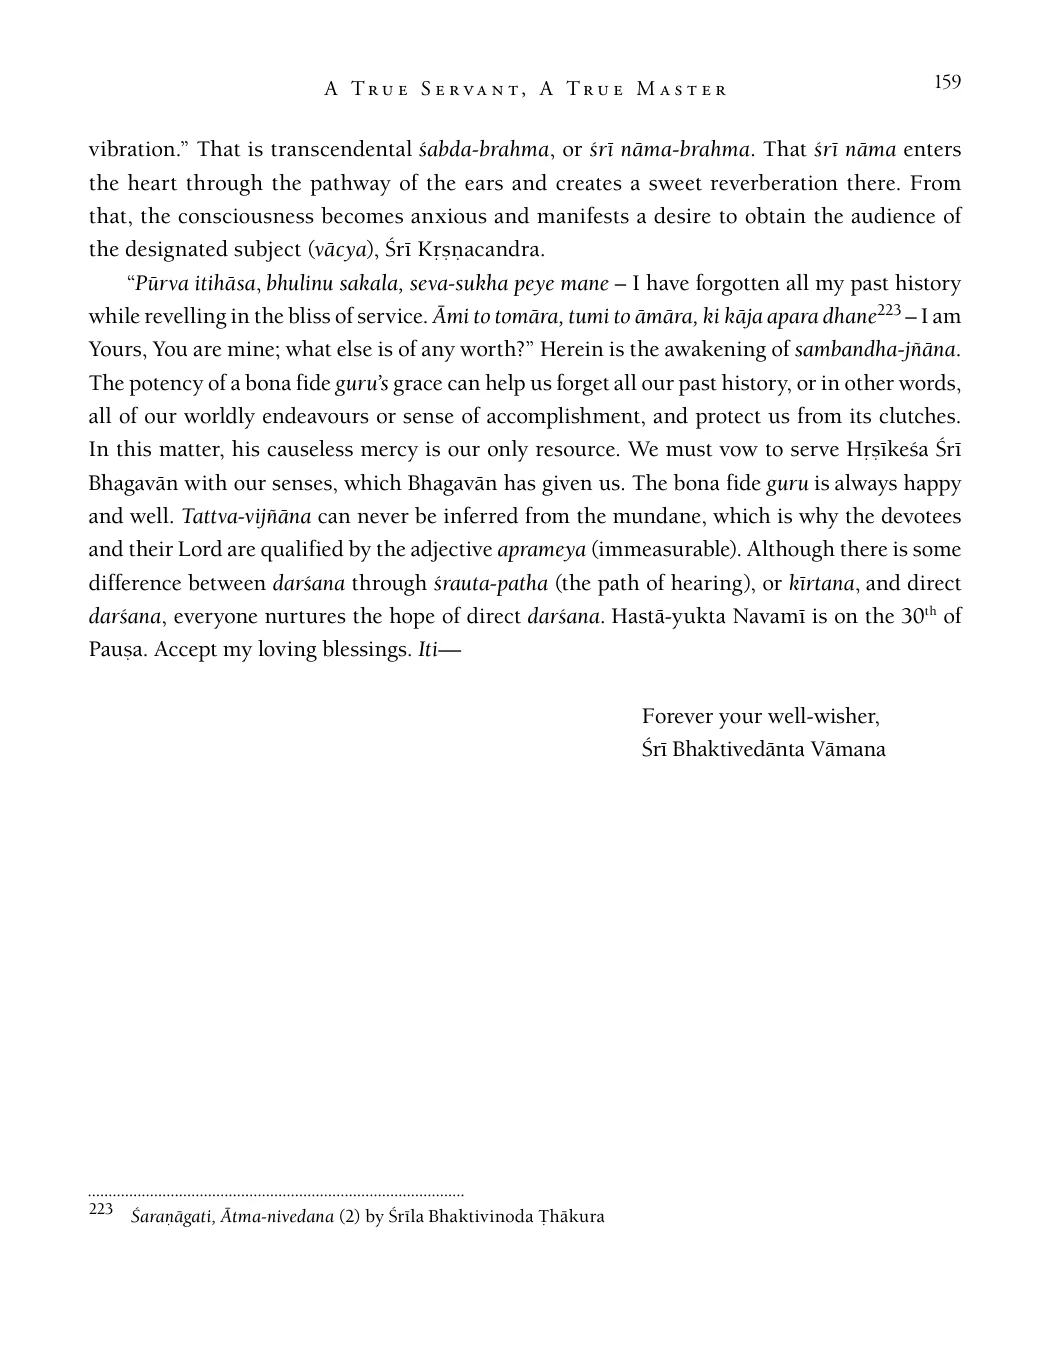 A True Servant, A True Master
159
vibration.” That is transcendental śabda-brahma, or śrī nāma-brahma. That śrī nāma enters
the heart through the pathway of the ears and creates a sweet reverberation there. From
that, the consciousness becomes anxious and manifests a desire to obtain the audience of
the designated subject (vācya), Śrī Kṛṣṇacandra.
“Pūrva itihāsa, bhulinu sakala, seva-sukha peye mane – I have forgotten all my past history
while revelling in the bliss of service. Āmi to tomāra, tumi to āmāra, ki kāja apara dhane223 – I am
Yours, You are mine; what else is of any worth?” Herein is the awakening of sambandha-jñāna.
The potency of a bona fide guru’s grace can help us forget all our past history, or in other words,
all of our worldly endeavours or sense of accomplishment, and protect us from its clutches.
In this matter, his causeless mercy is our only resource. We must vow to serve Hṛṣīkeśa Śrī
Bhagavān with our senses, which Bhagavān has given us. The bona fide guru is always happy
and well. Tattva-vijñāna can never be inferred from the mundane, which is why the devotees
and their Lord are qualified by the adjective aprameya (immeasurable). Although there is some
difference between darśana through śrauta-patha (the path of hearing), or kīrtana, and direct
darśana, everyone nurtures the hope of direct darśana. Hastā-yukta Navamī is on the 30th of
Pauṣa. Accept my loving blessings. Iti—
Forever your well-wisher,
Śrī Bhaktivedānta Vāmana
223 Śaraṇāgati, Ātma-nivedana (2) by Śrīla Bhaktivinoda Ṭhākura